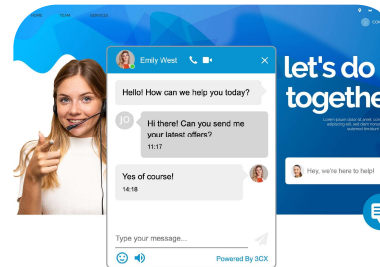 HOME TEAM SERVICES
Emily West
let's do
togethe
Hello! How can we help you today?
JD
Hi there! Can you send me
your latest offers?
11:17
Yes of course!
14:18
Hey, we're here to help!
Type your message...
Powered By 3CX